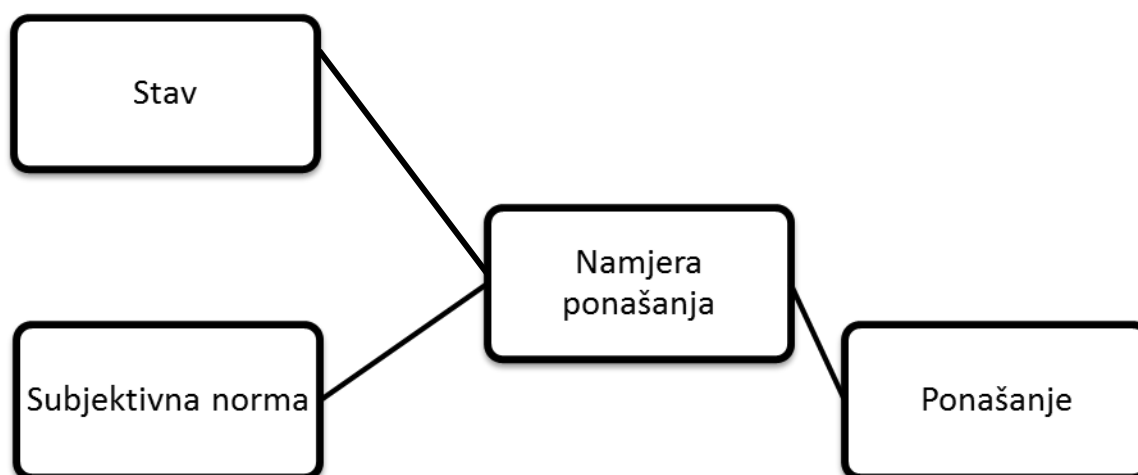 Stav
Namjera
ponašanja
Subjektivna norma
Ponašanje